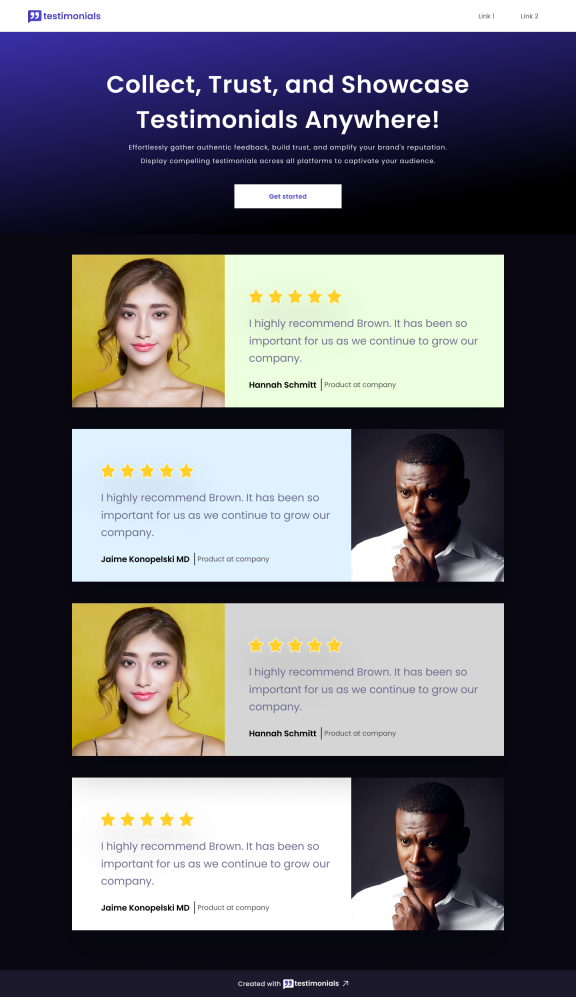 testimonials
Link 1
Link 2
Collect, Trust, and Showcase
Testimonials Anywhere!
Effortlessly gather authentic feedback, build trust, and amplify your brand's reputation.
Display compelling testimonials across all platforms to captivate your audience.
Get started
I highly recommend Brown. It has been so
important for us as we continue to grow our
company.
Hannah Schmitt | Product at company
I highly recommend Brown. It has been so
important for us as we continue to grow our
company.
Jaime Konopelski MD | Product at company
I highly recommend Brown. It has been so
important for us as we continue to grow our
company.
Hannah Schmitt | Product at company
I highly recommend Brown. It has been so
important for us as we continue to grow our
company.
Jaime Konopelski MD | Product at company
Created with testimonials